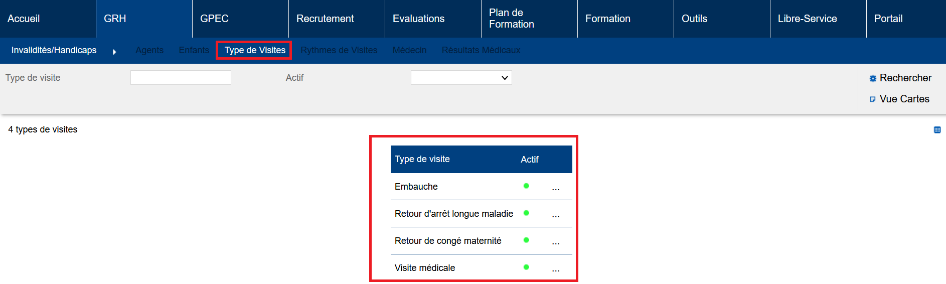 Accueil GRH GPEC Recrutement Evaluations Plan de Formation Formation Outils Libre-Service Portail
Invalidités/Handicaps Agents Enfants Type de Visites Rythmes de Visites Médecin Résultats Médicaux
Type de visite Actif Rechercher
Vue Cartes
4 types de visites
Type de visite Actif
Embauche ...
Retour d'arrêt longue maladie ...
Retour de congé maternité ...
Visite médicale ...